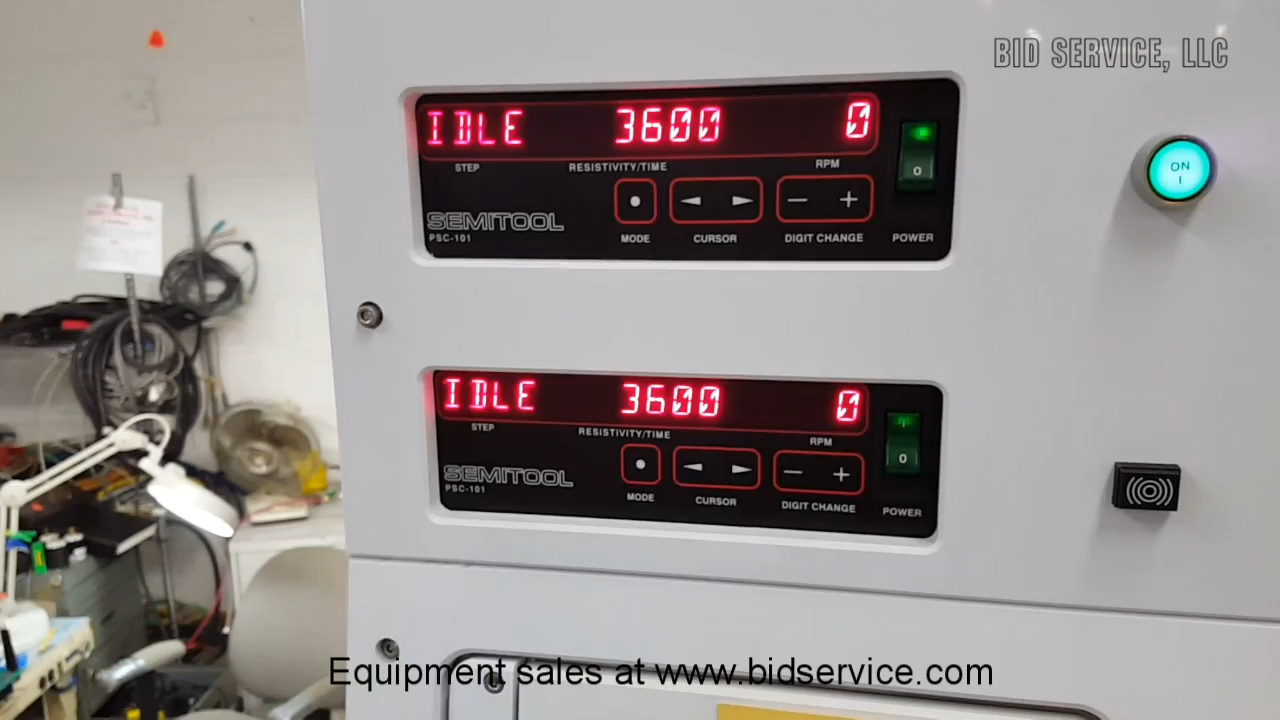 BID SERVICE, LLC
IDLE 3600 0
STEP RESISTIVITY/TIME RPM
SEMITOOL
PSC-101
MODE CURSOR DIGIT CHANGE POWER
0
ON
I
IDLE 3600 0
STEP RESISTIVITY/TIME RPM
SEMITOOL
PSC-101
MODE CURSOR DIGIT CHANGE POWER
0
Equipment sales at www.bidservice.com